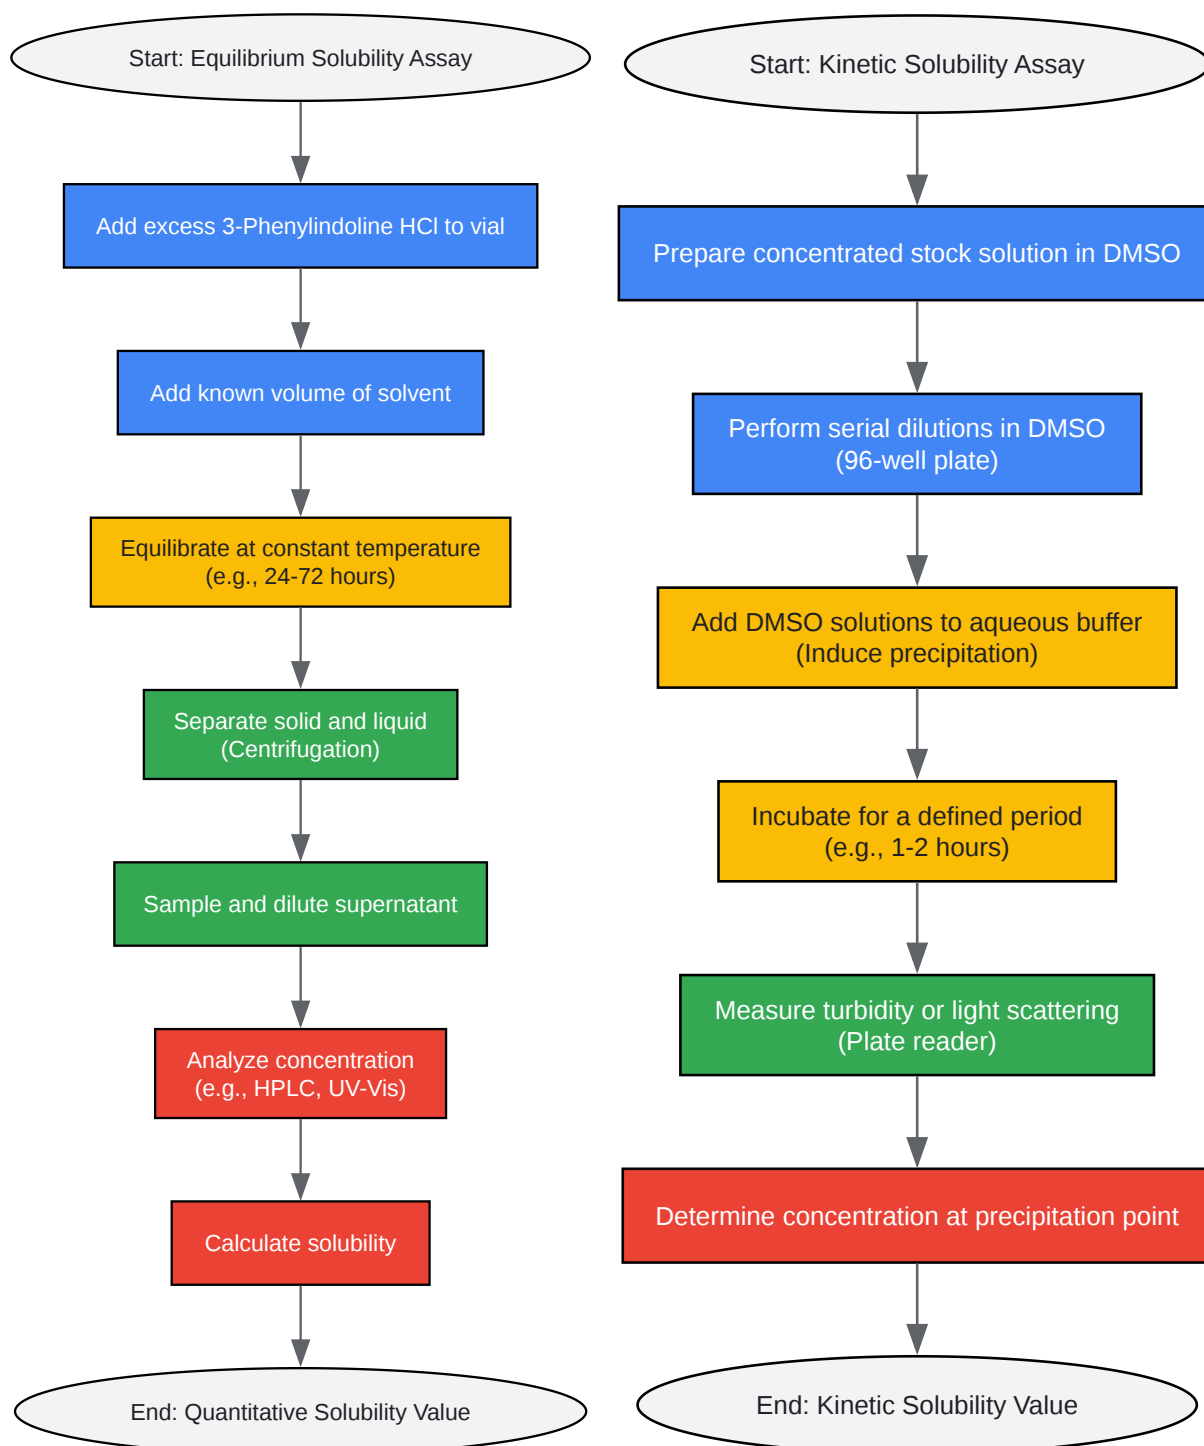 Start: Equilibrium Solubility Assay
Add excess 3-Phenylindoline HCl to vial
Add known volume of solvent
Equilibrate at constant temperature
(e.g., 24-72 hours)
Separate solid and liquid
(Centrifugation)
Sample and dilute supernatant
Analyze concentration
(e.g., HPLC, UV-Vis)
Calculate solubility
End: Quantitative Solubility Value
Start: Kinetic Solubility Assay
Prepare concentrated stock solution in DMSO
Perform serial dilutions in DMSO
(96-well plate)
Add DMSO solutions to aqueous buffer
(Induce precipitation)
Incubate for a defined period
(e.g., 1-2 hours)
Measure turbidity or light scattering
(Plate reader)
Determine concentration at precipitation point
End: Kinetic Solubility Value